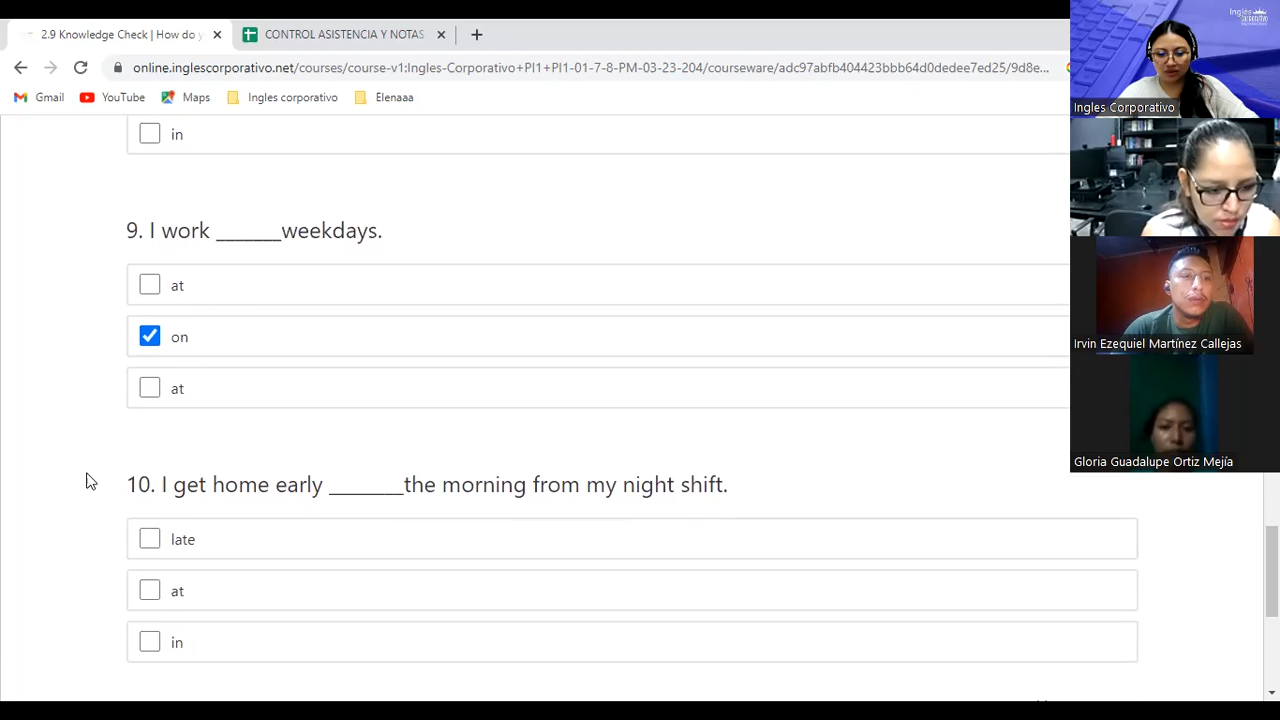 2.9 Knowledge Check | How do y
CONTROL ASISTENCIA Y NOTAS
online.inglescorporativo.net/courses/course-v1:Ingles-Corporativo+PI1+PI1-01-7-8-PM-03-23-204/courseware/adc97abfb404423bbb64d0dedee7ed25/9d8e...
Gmail
YouTube
Maps
Ingles corporativo
Elenaaa
in
9. I work _______weekdays.
at
on
at
10. I get home early ________the morning from my night shift.
late
at
in
Ingles Corporativo
Irvin Ezequiel Martínez Callejas
Gloria Guadalupe Ortiz Mejía